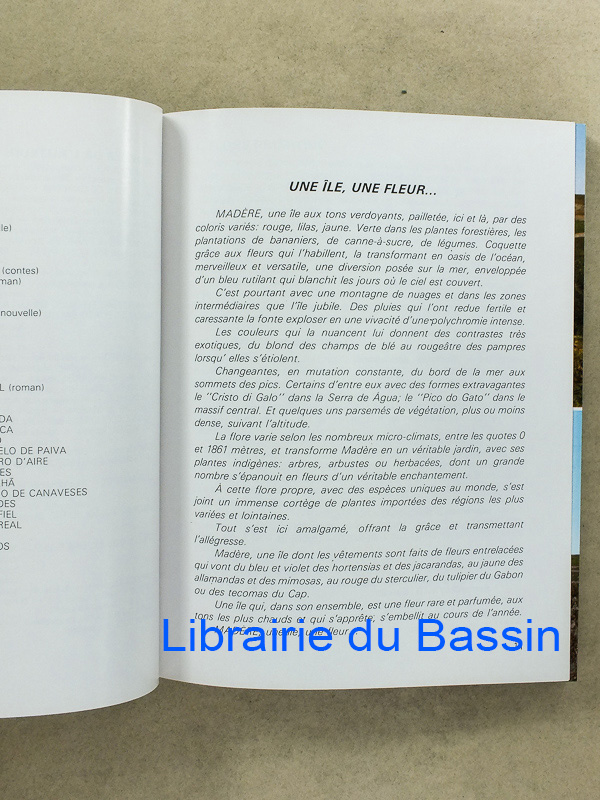 le)
(contes)
man)
nouvelle)
L (roman)
DA
CA
O
ELO DE PAIVA
RO D'AIRE
ES
HÃ
O DE CANAVESES
DES
FIEL
REAL
OS
UNE ÎLE, UNE FLEUR...
MADÈRE, une île aux tons verdoyants, pailletée, ici et là, par des
coloris variés: rouge, lilas, jaune. Verte dans les plantes forestières, les
plantations de bananiers, de canne-à-sucre, de légumes. Coquette
grâce aux fleurs qui l'habillent, la transformant en oasis de l'océan,
merveilleux et versatile, une diversion posée sur la mer, enveloppée
d'un bleu rutilant qui blanchit les jours où le ciel est couvert.
C'est pourtant avec une montagne de nuages et dans les zones
intermédiaires que l'île jubile. Des pluies qui l'ont redue fertile et
caressante la fonte exploser en une vivacité d'une polychromie intense.
Les couleurs qui la nuancent lui donnent des contrastes très
exotiques, du blond des champs de blé au rougeâtre des pampres
lorsqu' elles s'étiolent.
Changeantes, en mutation constante, du bord de la mer aux
sommets des pics. Certains d'entre eux avec des formes extravagantes
le "Cristo di Galo" dans la Serra de Água; le "Pico do Gato" dans le
massif central. Et quelques uns parsemés de végétation, plus ou moins
dense, suivant l'altitude.
La flore varie selon les nombreux micro-climats, entre les quotes 0
et 1861 mètres, et transforme Madère en un véritable jardin, avec ses
plantes indigènes: arbres, arbustes ou herbacées, dont un grande
nombre s'épanouit en fleurs d'un véritable enchantement.
À cette flore propre, avec des espèces uniques au monde, s'est
joint un immense cortège de plantes importées des régions les plus
variées et lointaines.
Tout s'est ici amalgamé, offrant la grâce et transmettant
l'allégresse.
Madère, une île dont les vêtements sont faits de fleurs entrelacées
qui vont du bleu et violet des hortensias et des jacarandas, au jaune des
allamandas et des mimosas, au rouge du sterculier, du tulipier du Gabon
ou des tecomas du Cap.
Une île qui, dans son ensemble, est une fleur rare et parfumée, aux
tons les plus chauds et qui s'apprête, s'embellit au cours de l'année.
MADÈRE, une île, une fleur
Librairie du Bassin